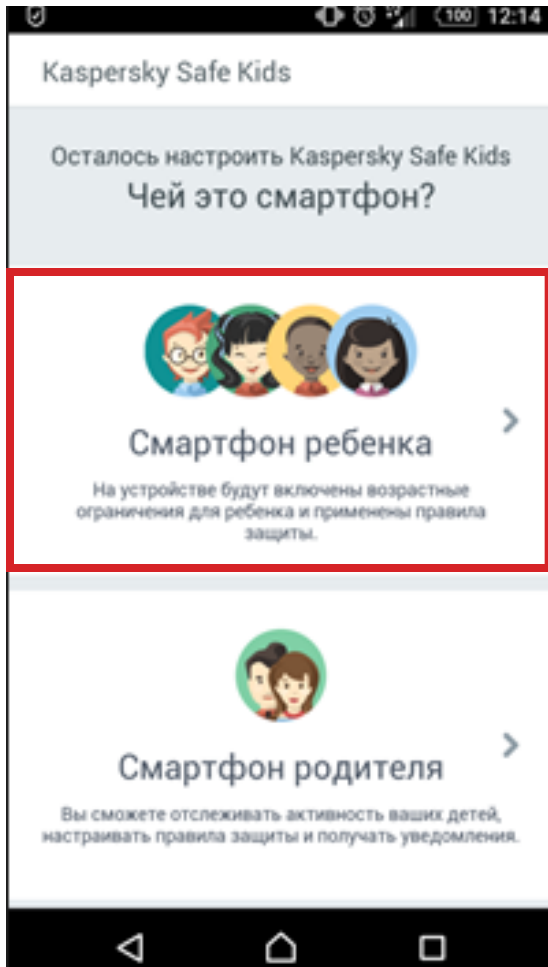 100 12:14
Kaspersky Safe Kids
Осталось настроить Kaspersky Safe Kids
Чей это смартфон?
Смартфон ребенка
На устройстве будут включены возрастные
ограничения для ребенка и применены правила
защиты.
Смартфон родителя
Вы сможете отслеживать активность ваших детей,
настраивать правила защиты и получать уведомления.